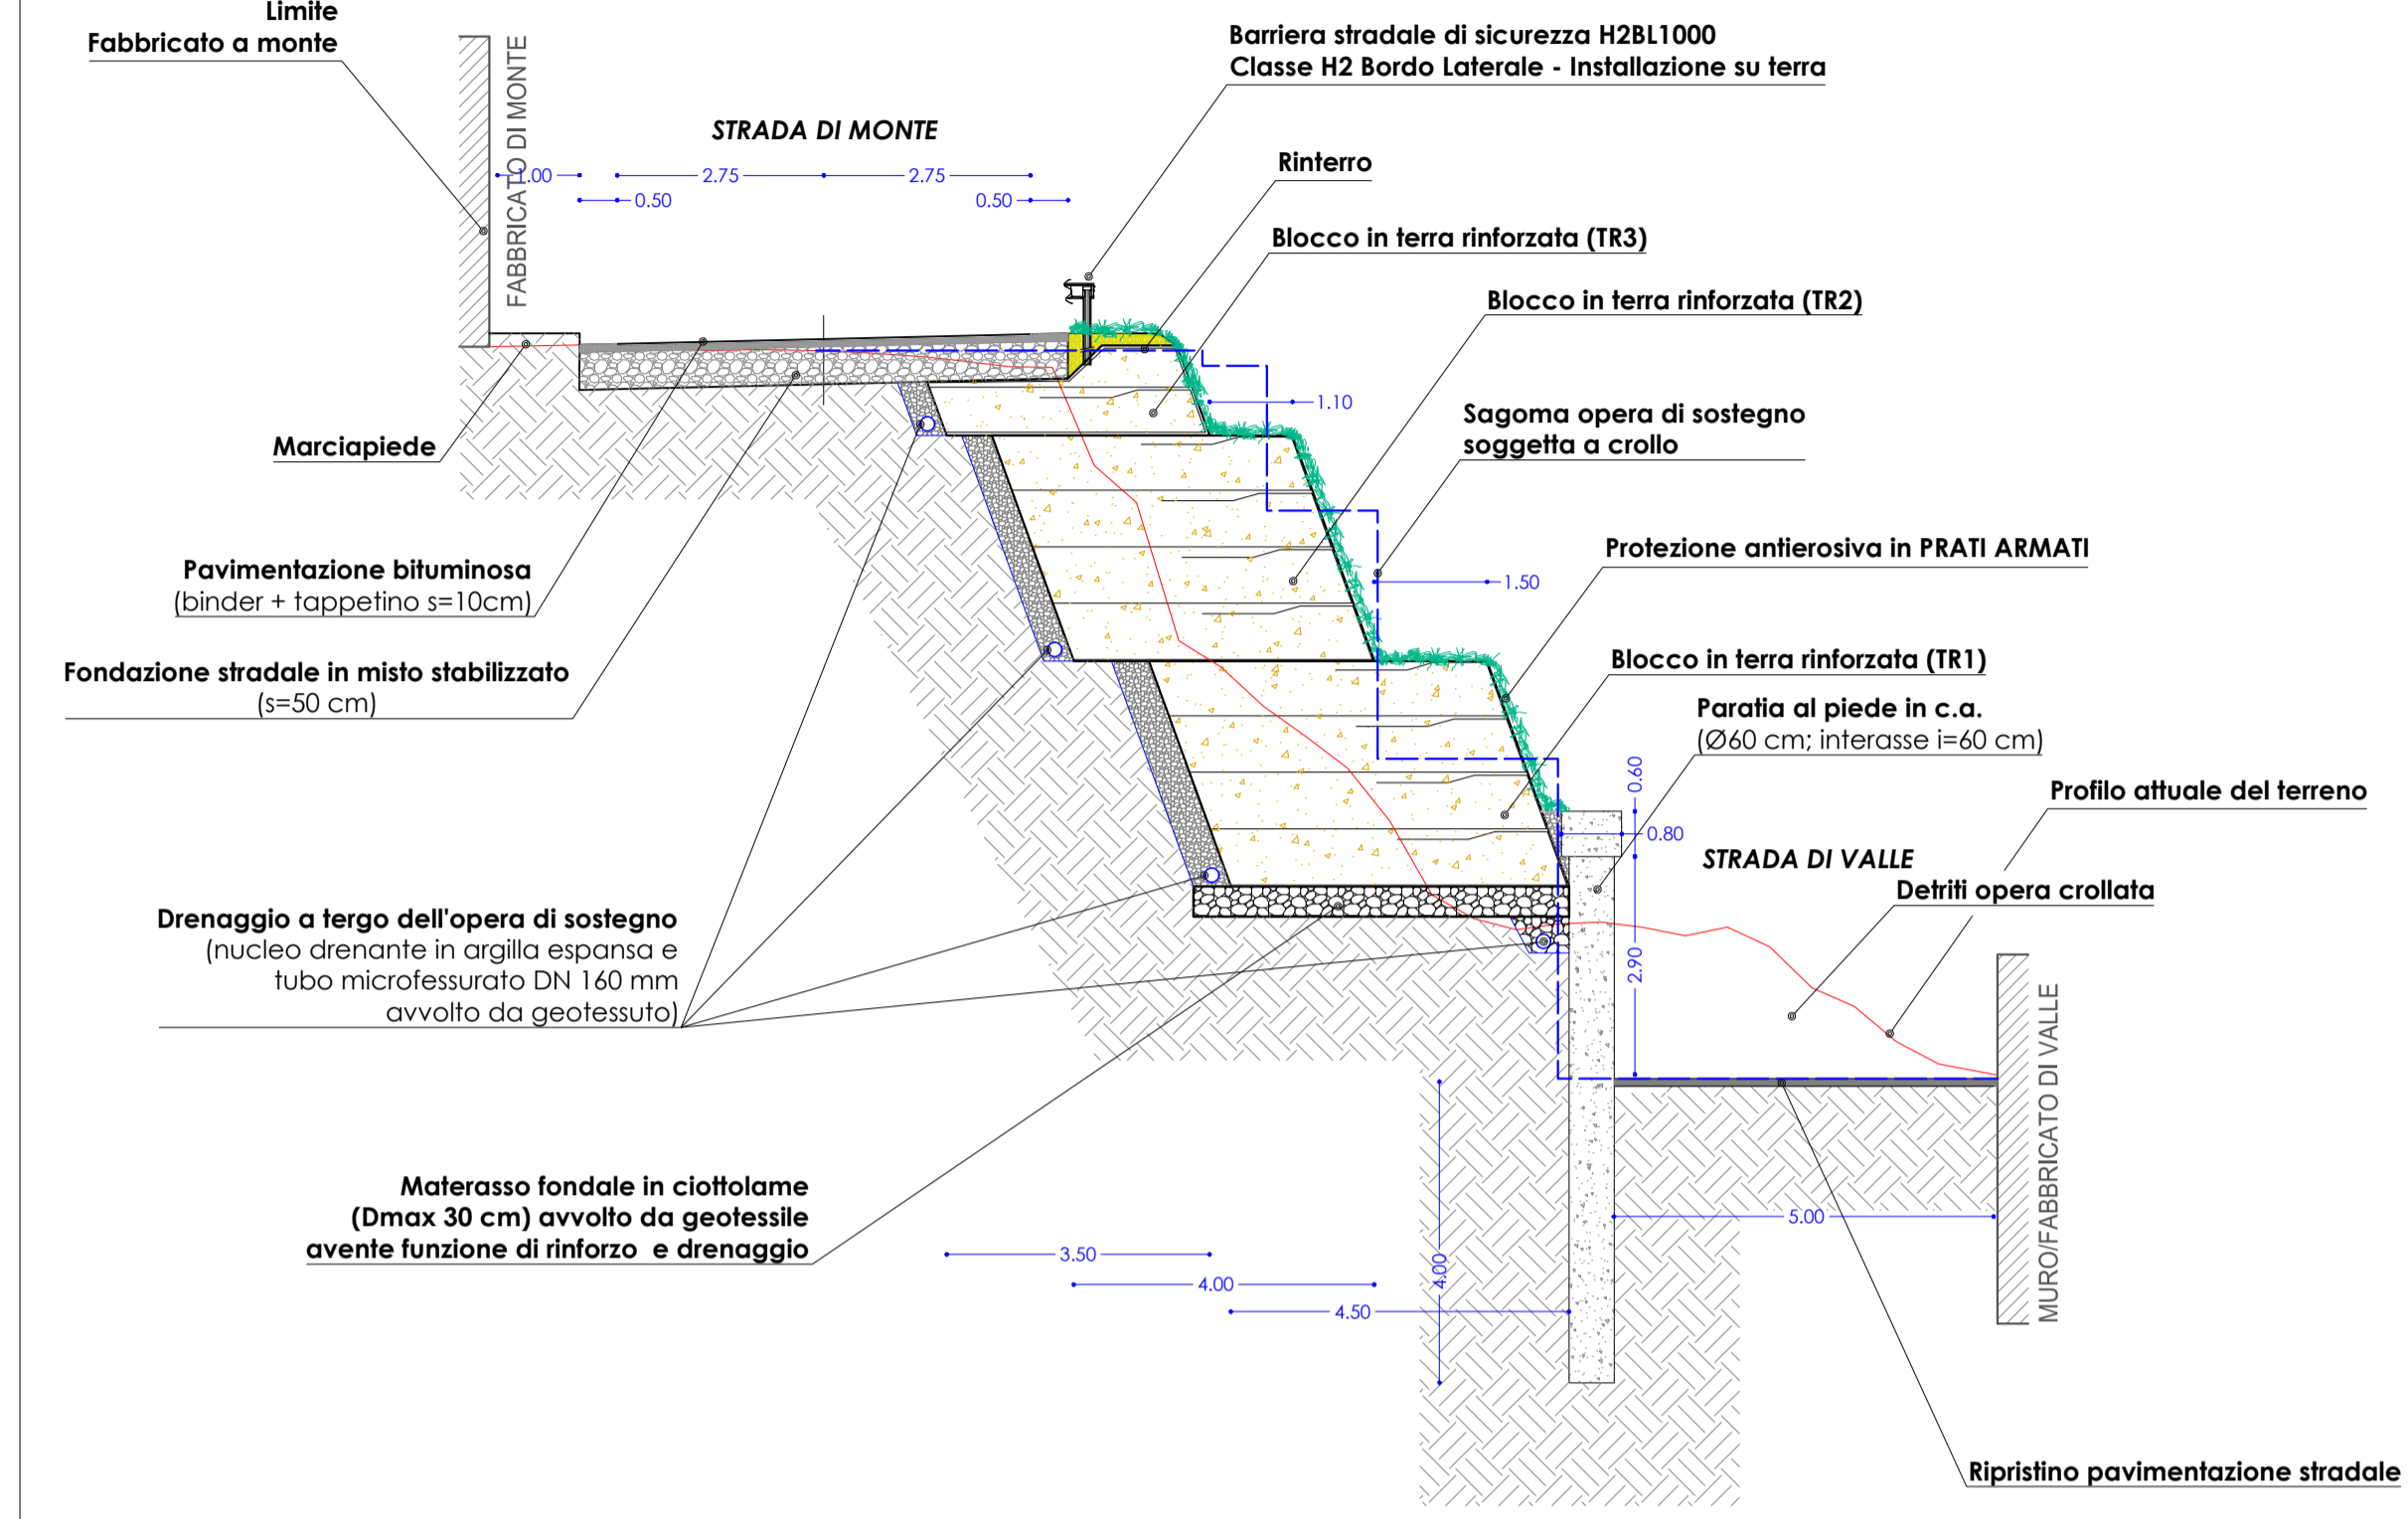 Limite
Fabbricato a monte
FABBRICATO DI MONTE
STRADA DI MONTE
1.00
2.75
2.75
0.50
0.50
Barriera stradale di sicurezza H2BL1000
Classe H2 Bordo Laterale - Installazione su terra
Rinterro
Blocco in terra rinforzata (TR3)
Blocco in terra rinforzata (TR2)
1.10
Sagoma opera di sostegno
soggetta a crollo
Marciapiede
Protezione antierosiva in PRATI ARMATI
1.50
Pavimentazione bituminosa
(binder + tappetino s=10cm)
Fondazione stradale in misto stabilizzato
(s=50 cm)
Blocco in terra rinforzata (TR1)
Paratia al piede in c.a.
(Ø60 cm; interasse i=60 cm)
0.60
Profilo attuale del terreno
0.80
STRADA DI VALLE
Detriti opera crollata
Drenaggio a tergo dell'opera di sostegno
(nucleo drenante in argilla espansa e
tubo microfessurato DN 160 mm
avvolto da geotessuto)
2.90
MURO/FABBRICATO DI VALLE
Materasso fondale in ciottolame
(Dmax 30 cm) avvolto da geotessile
avente funzione di rinforzo  e drenaggio
5.00
3.50
4.00
4.00
4.50
Ripristino pavimentazione stradale